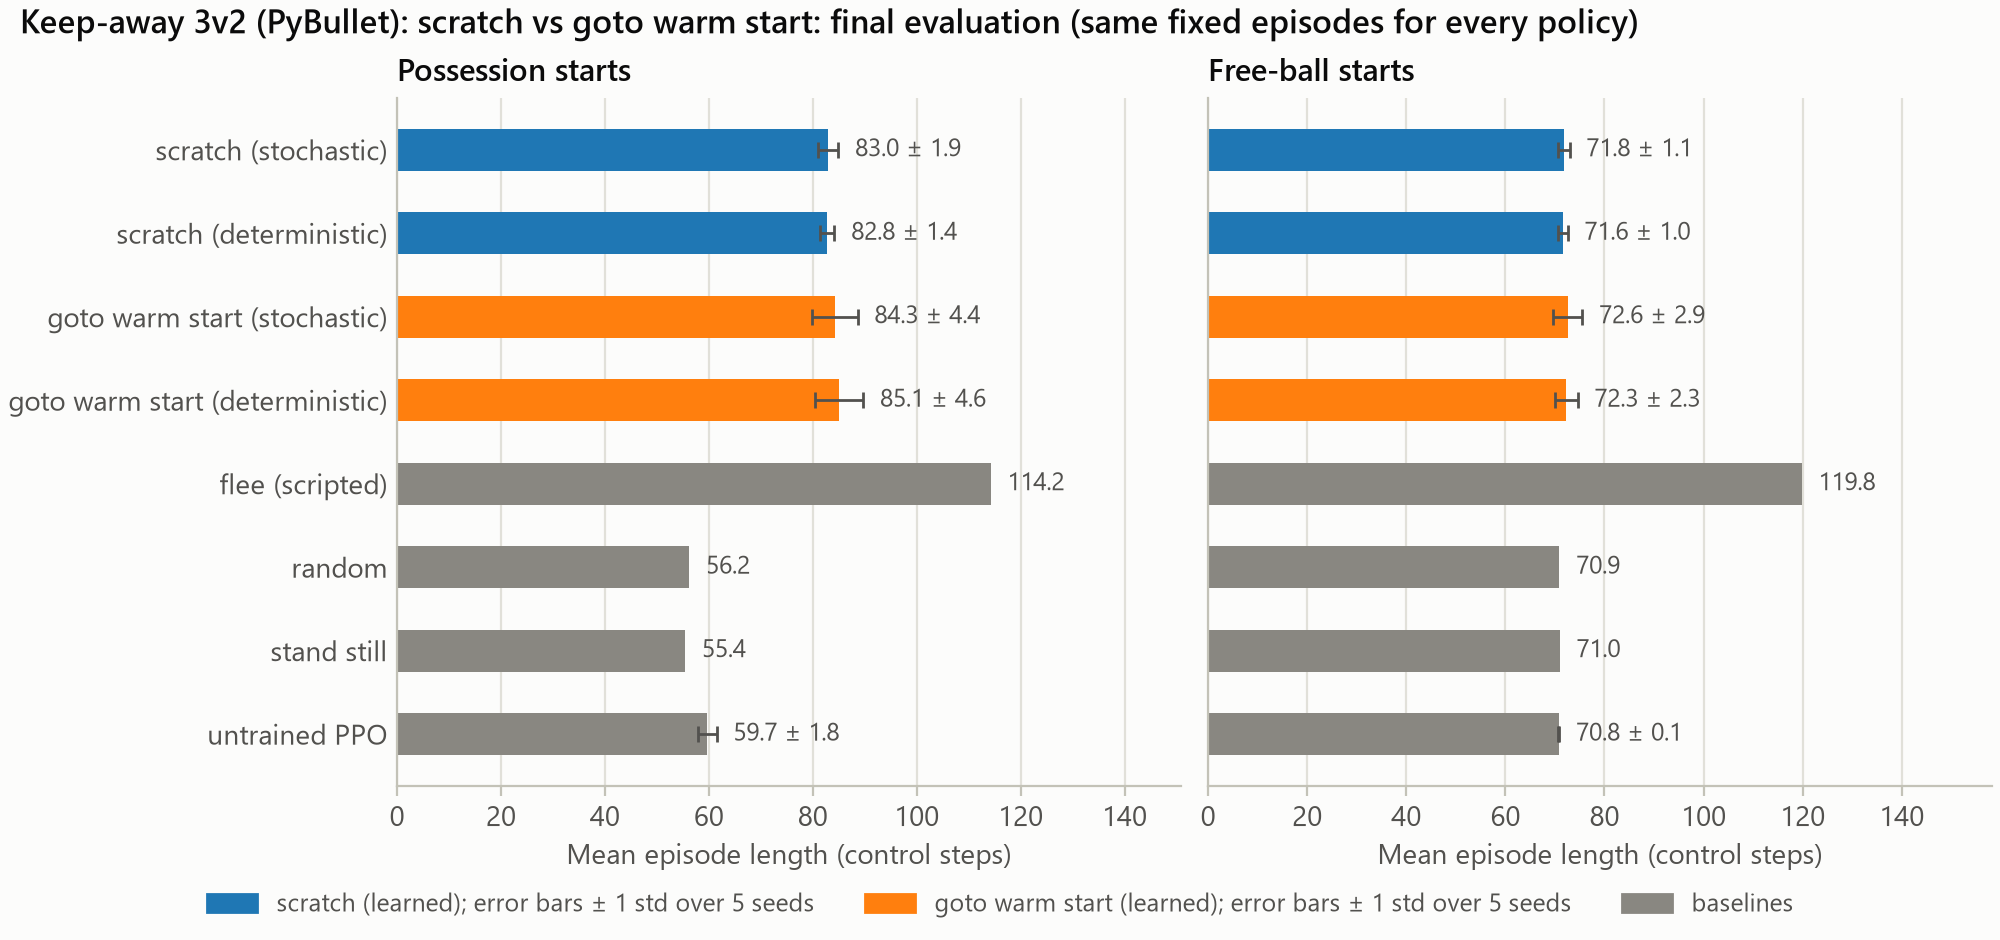 Keep-away 3v2 (PyBullet): scratch vs goto warm start: final evaluation (same fixed episodes for every policy)
Possession starts
scratch (stochastic)
83.0 ± 1.9
scratch (deterministic)
82.8 ± 1.4
goto warm start (stochastic)
84.3 ± 4.4
goto warm start (deterministic)
85.1 ± 4.6
flee (scripted)
114.2
random
56.2
stand still
55.4
untrained PPO
59.7 ± 1.8
0 20 40 60 80 100 120 140
Mean episode length (control steps)
Free-ball starts
71.8 ± 1.1
71.6 ± 1.0
72.6 ± 2.9
72.3 ± 2.3
119.8
70.9
71.0
70.8 ± 0.1
0 20 40 60 80 100 120 140
Mean episode length (control steps)
scratch (learned); error bars ± 1 std over 5 seeds
goto warm start (learned); error bars ± 1 std over 5 seeds
baselines